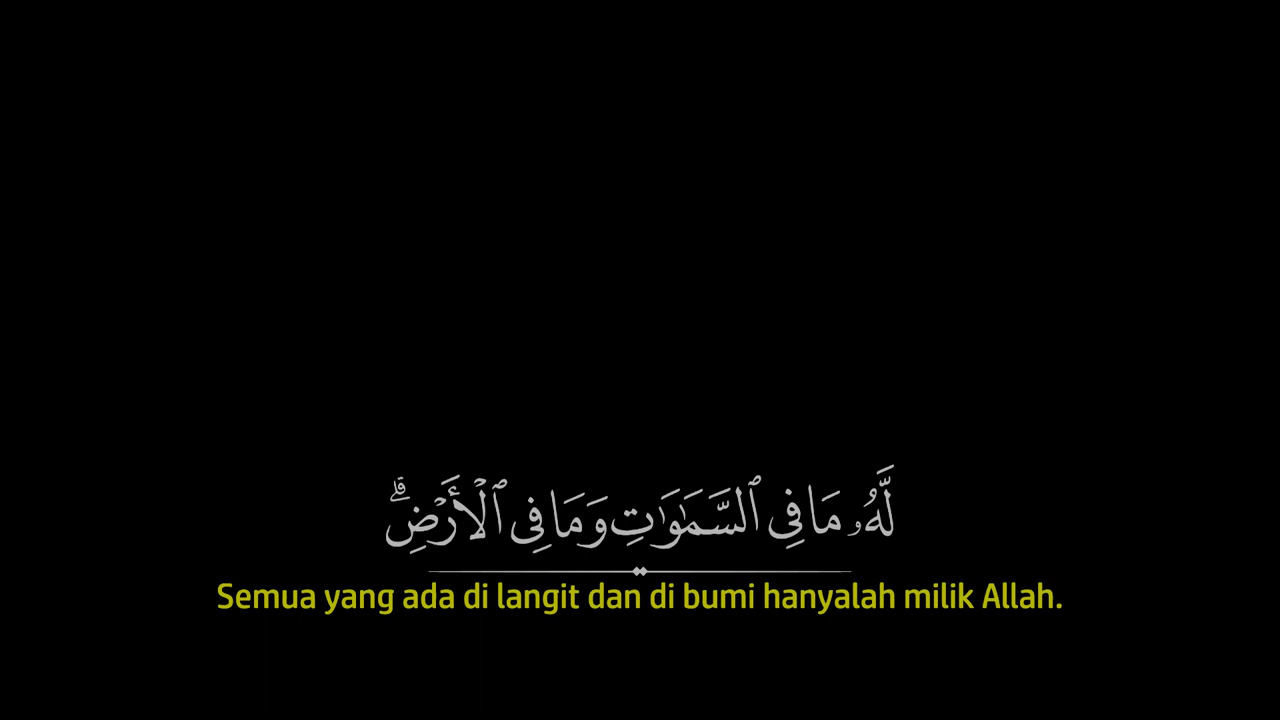 لَّهُۥ مَا فِى ٱلسَّمَـٰوَٰتِ وَمَا فِى ٱلْأَرْضِ ۗ
Semua yang ada di langit dan di bumi hanyalah milik Allah.